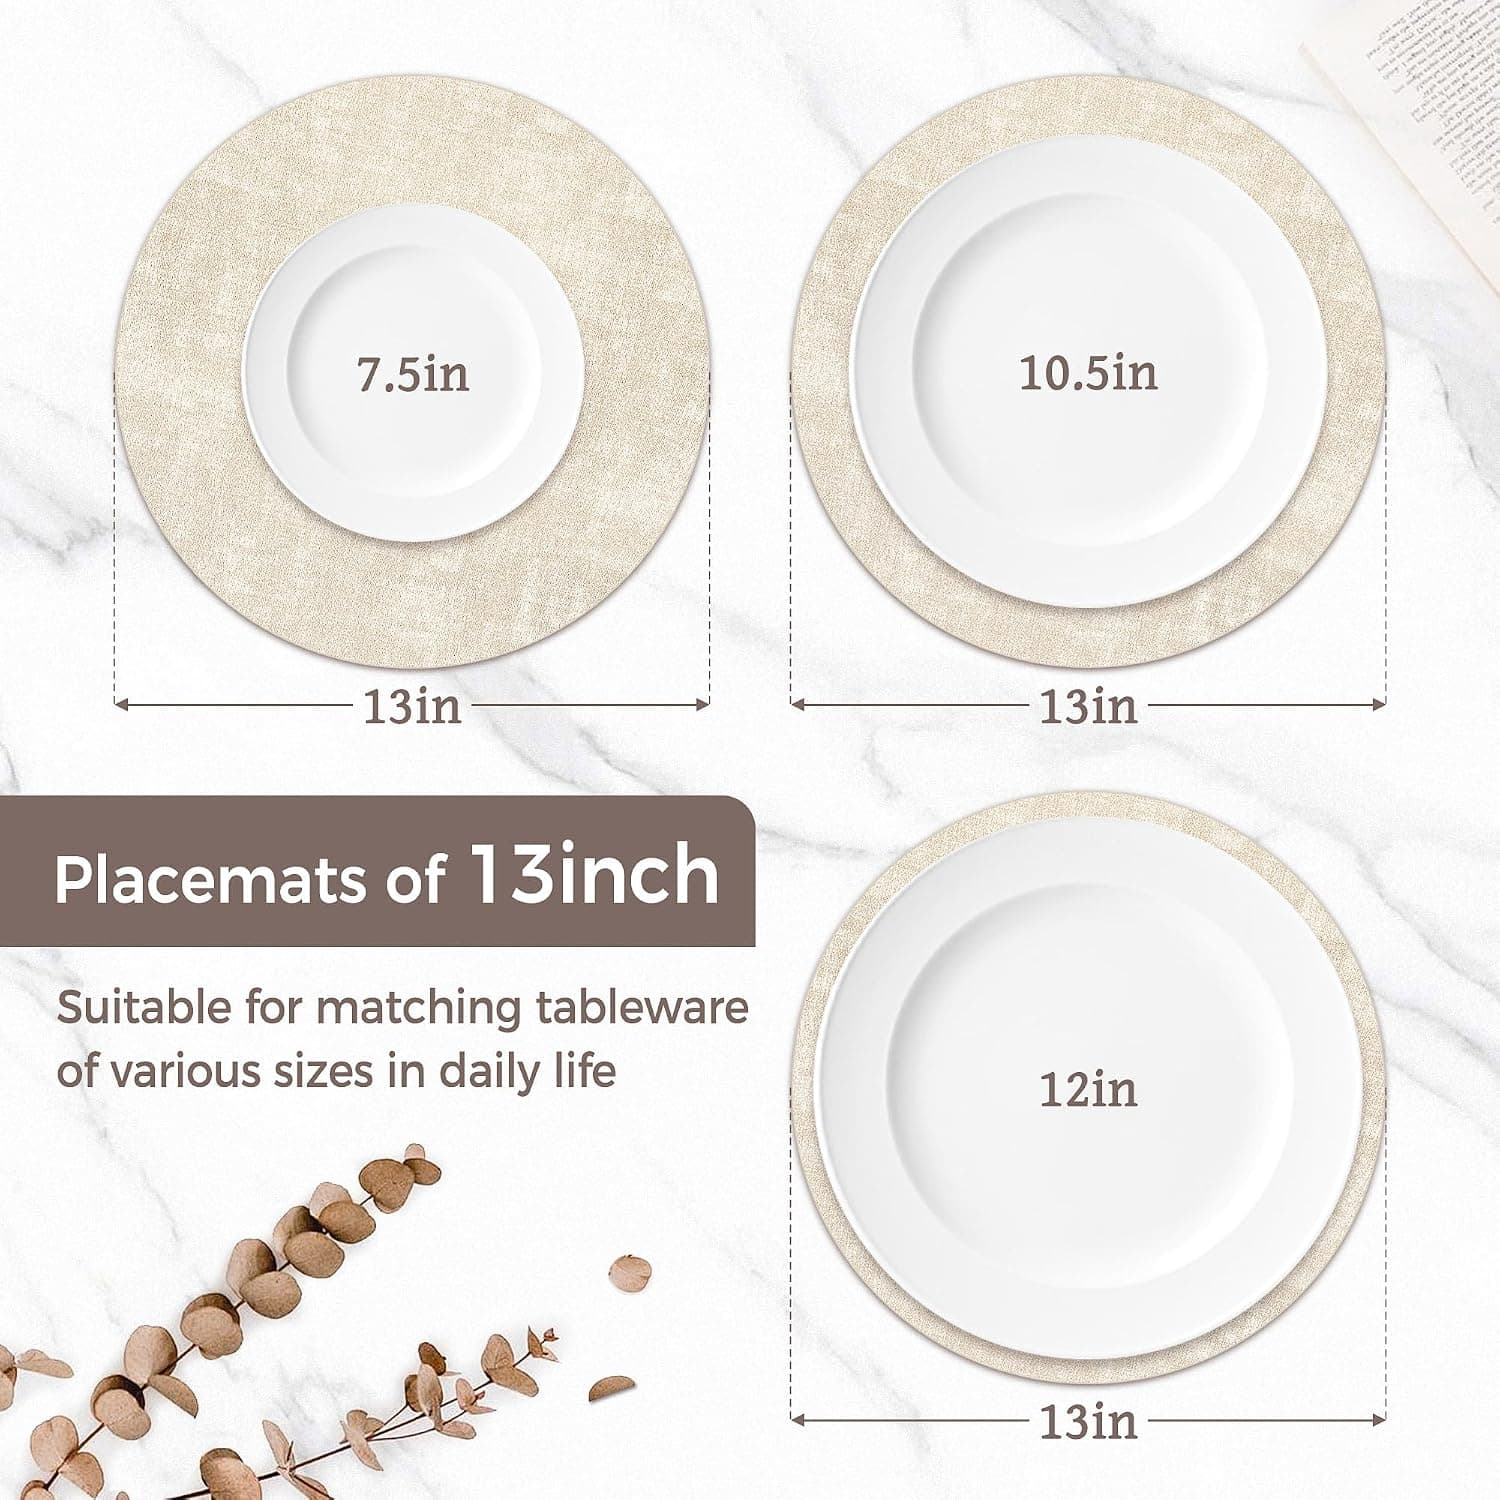 7.5in
10.5in
13in
13in
Placemats of 13inch
Suitable for matching tableware
of various sizes in daily life
12in
13in